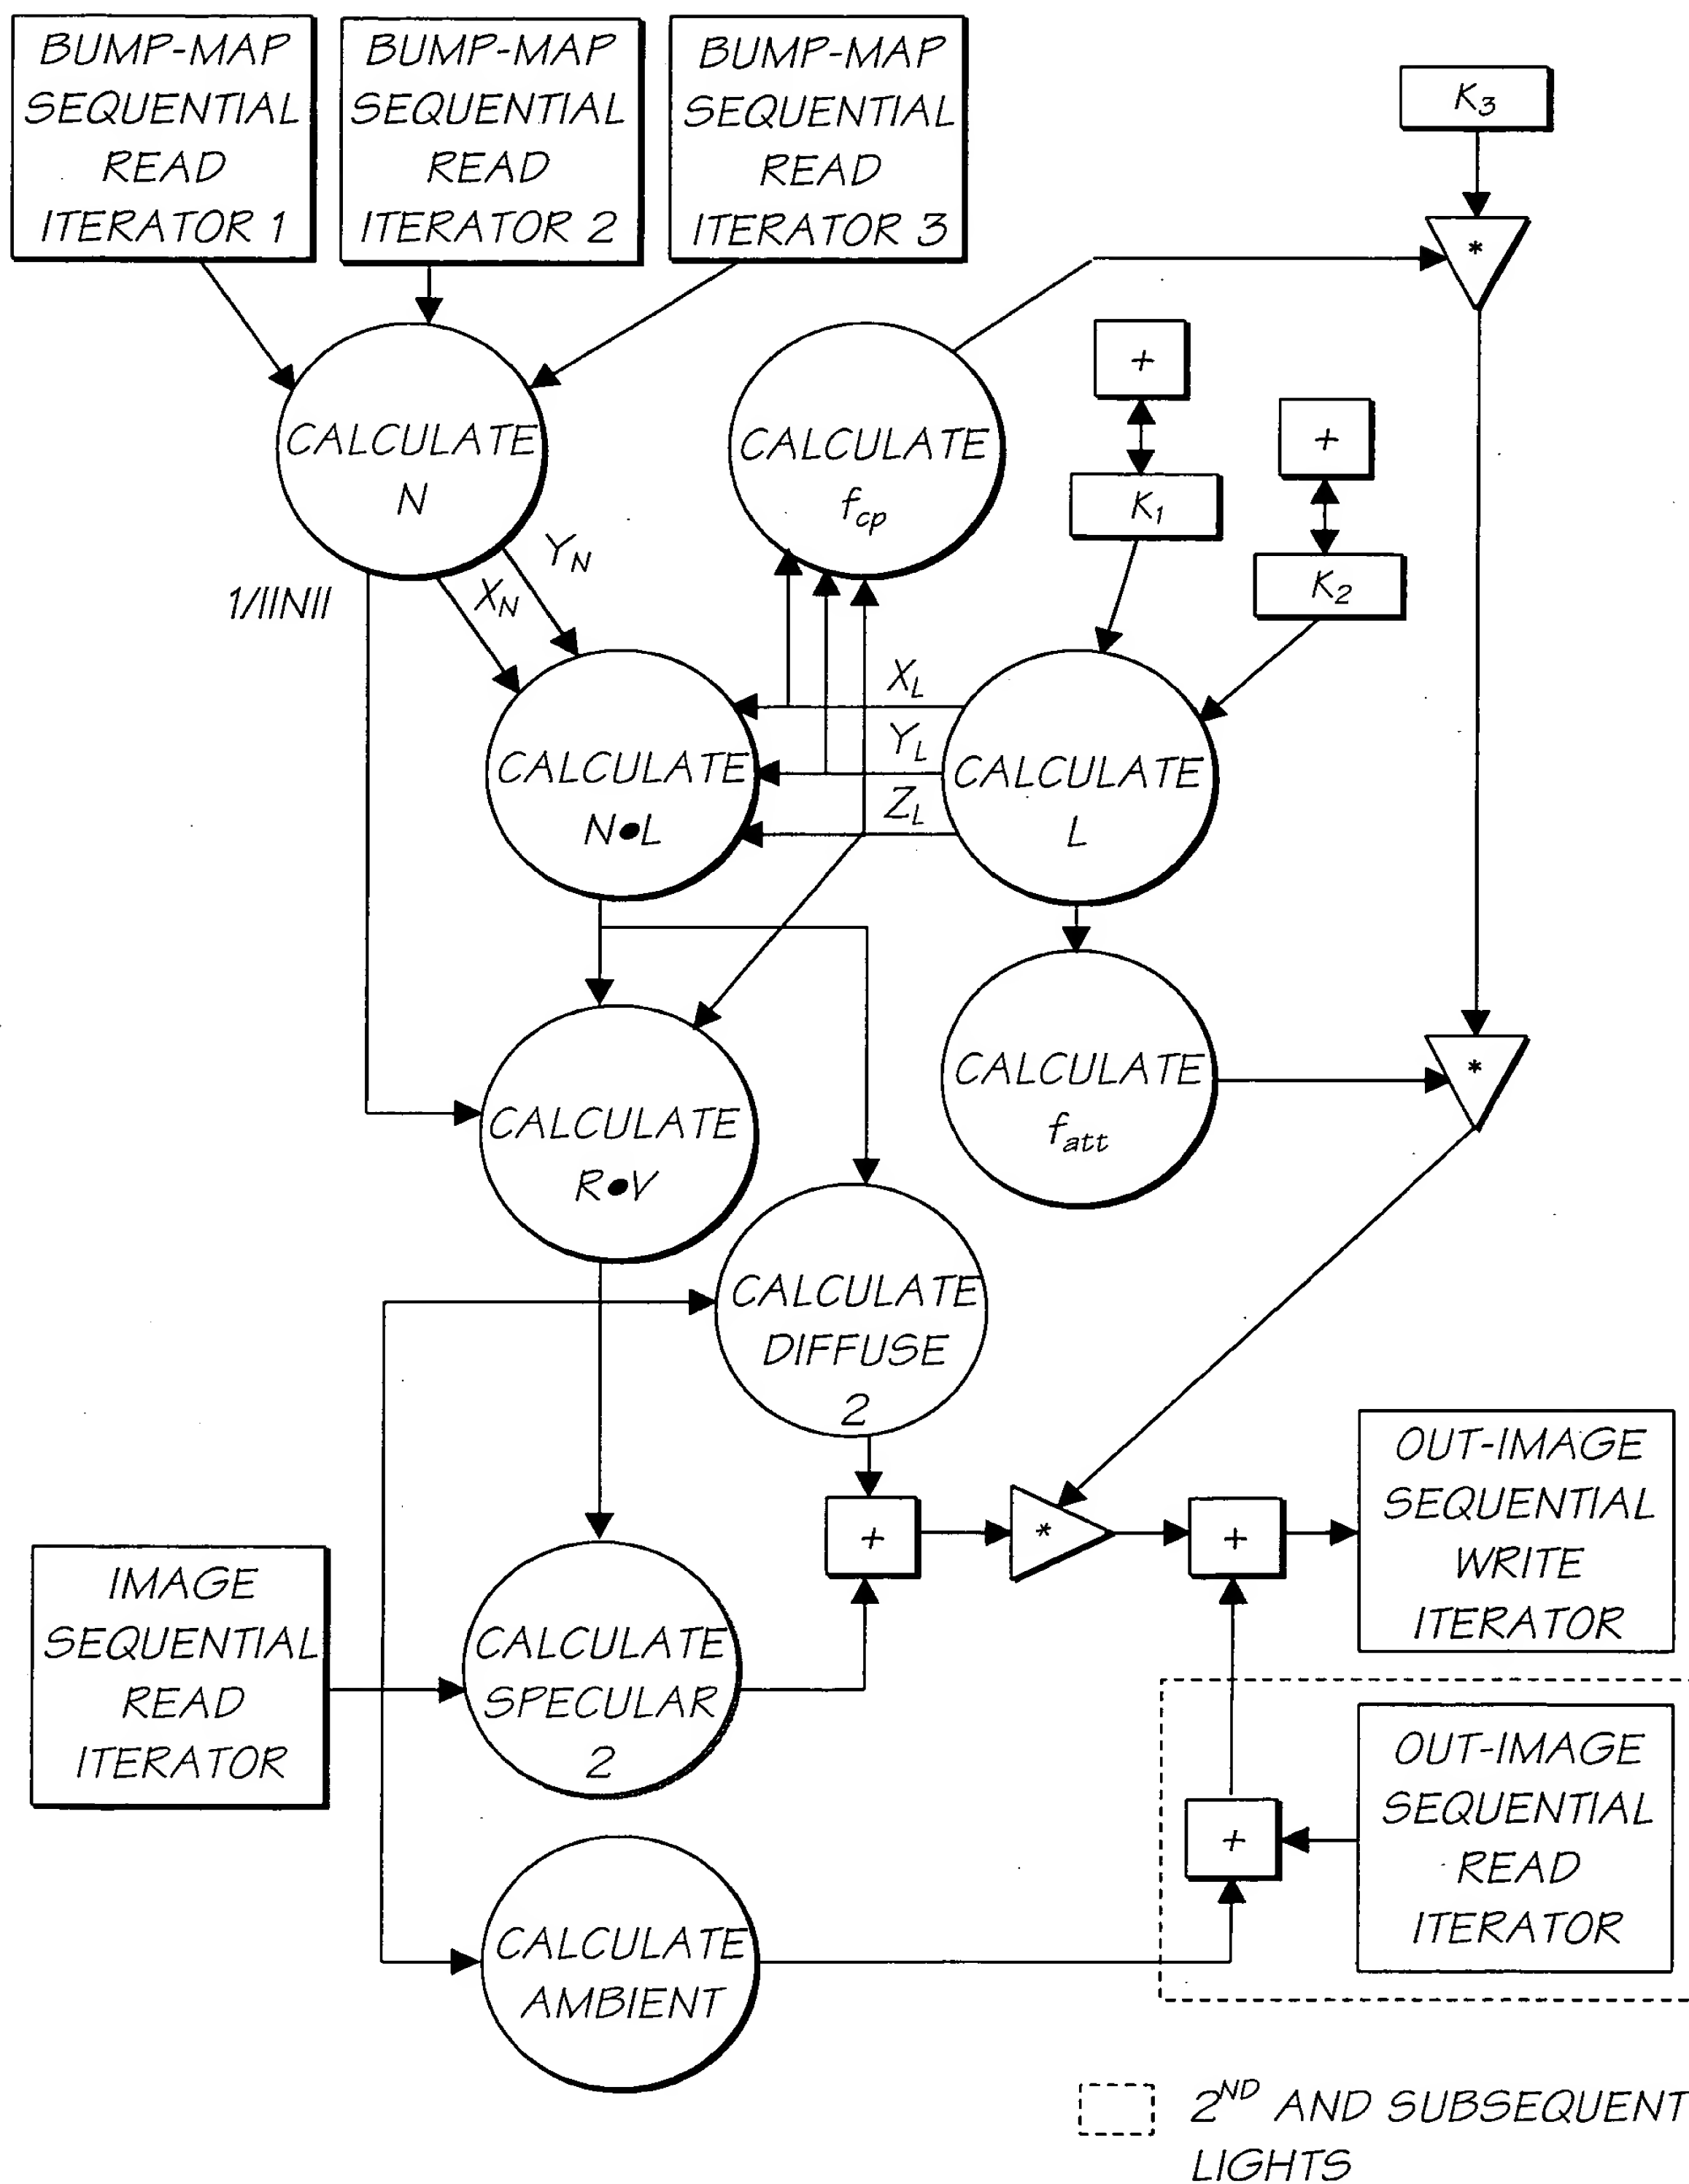 BUMP-MAP
SEQUENTIAL
READ
ITERATOR 1
BUMP-MAP
SEQUENTIAL
READ
ITERATOR 2
BUMP-MAP
SEQUENTIAL
READ
ITERATOR 3
K3
*
+
+
CALCULATE
N
CALCULATE
fcp
K1
K2
YN
XN
1/||N||
XL
YL
ZL
CALCULATE
N•L
CALCULATE
L
CALCULATE
R•V
CALCULATE
fatt
*
CALCULATE
DIFFUSE
2
OUT-IMAGE
SEQUENTIAL
WRITE
ITERATOR
+
*
+
IMAGE
SEQUENTIAL
READ
ITERATOR
CALCULATE
SPECULAR
2
OUT-IMAGE
SEQUENTIAL
READ
ITERATOR
+
CALCULATE
AMBIENT
2ND AND SUBSEQUENT
LIGHTS